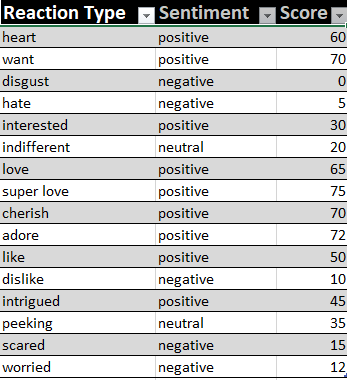 Reaction Type Sentiment Score
heart positive 60
want positive 70
disgust negative 0
hate negative 5
interested positive 30
indifferent neutral 20
love positive 65
super love positive 75
cherish positive 70
adore positive 72
like positive 50
dislike negative 10
intrigued positive 45
peeking neutral 35
scared negative 15
worried negative 12